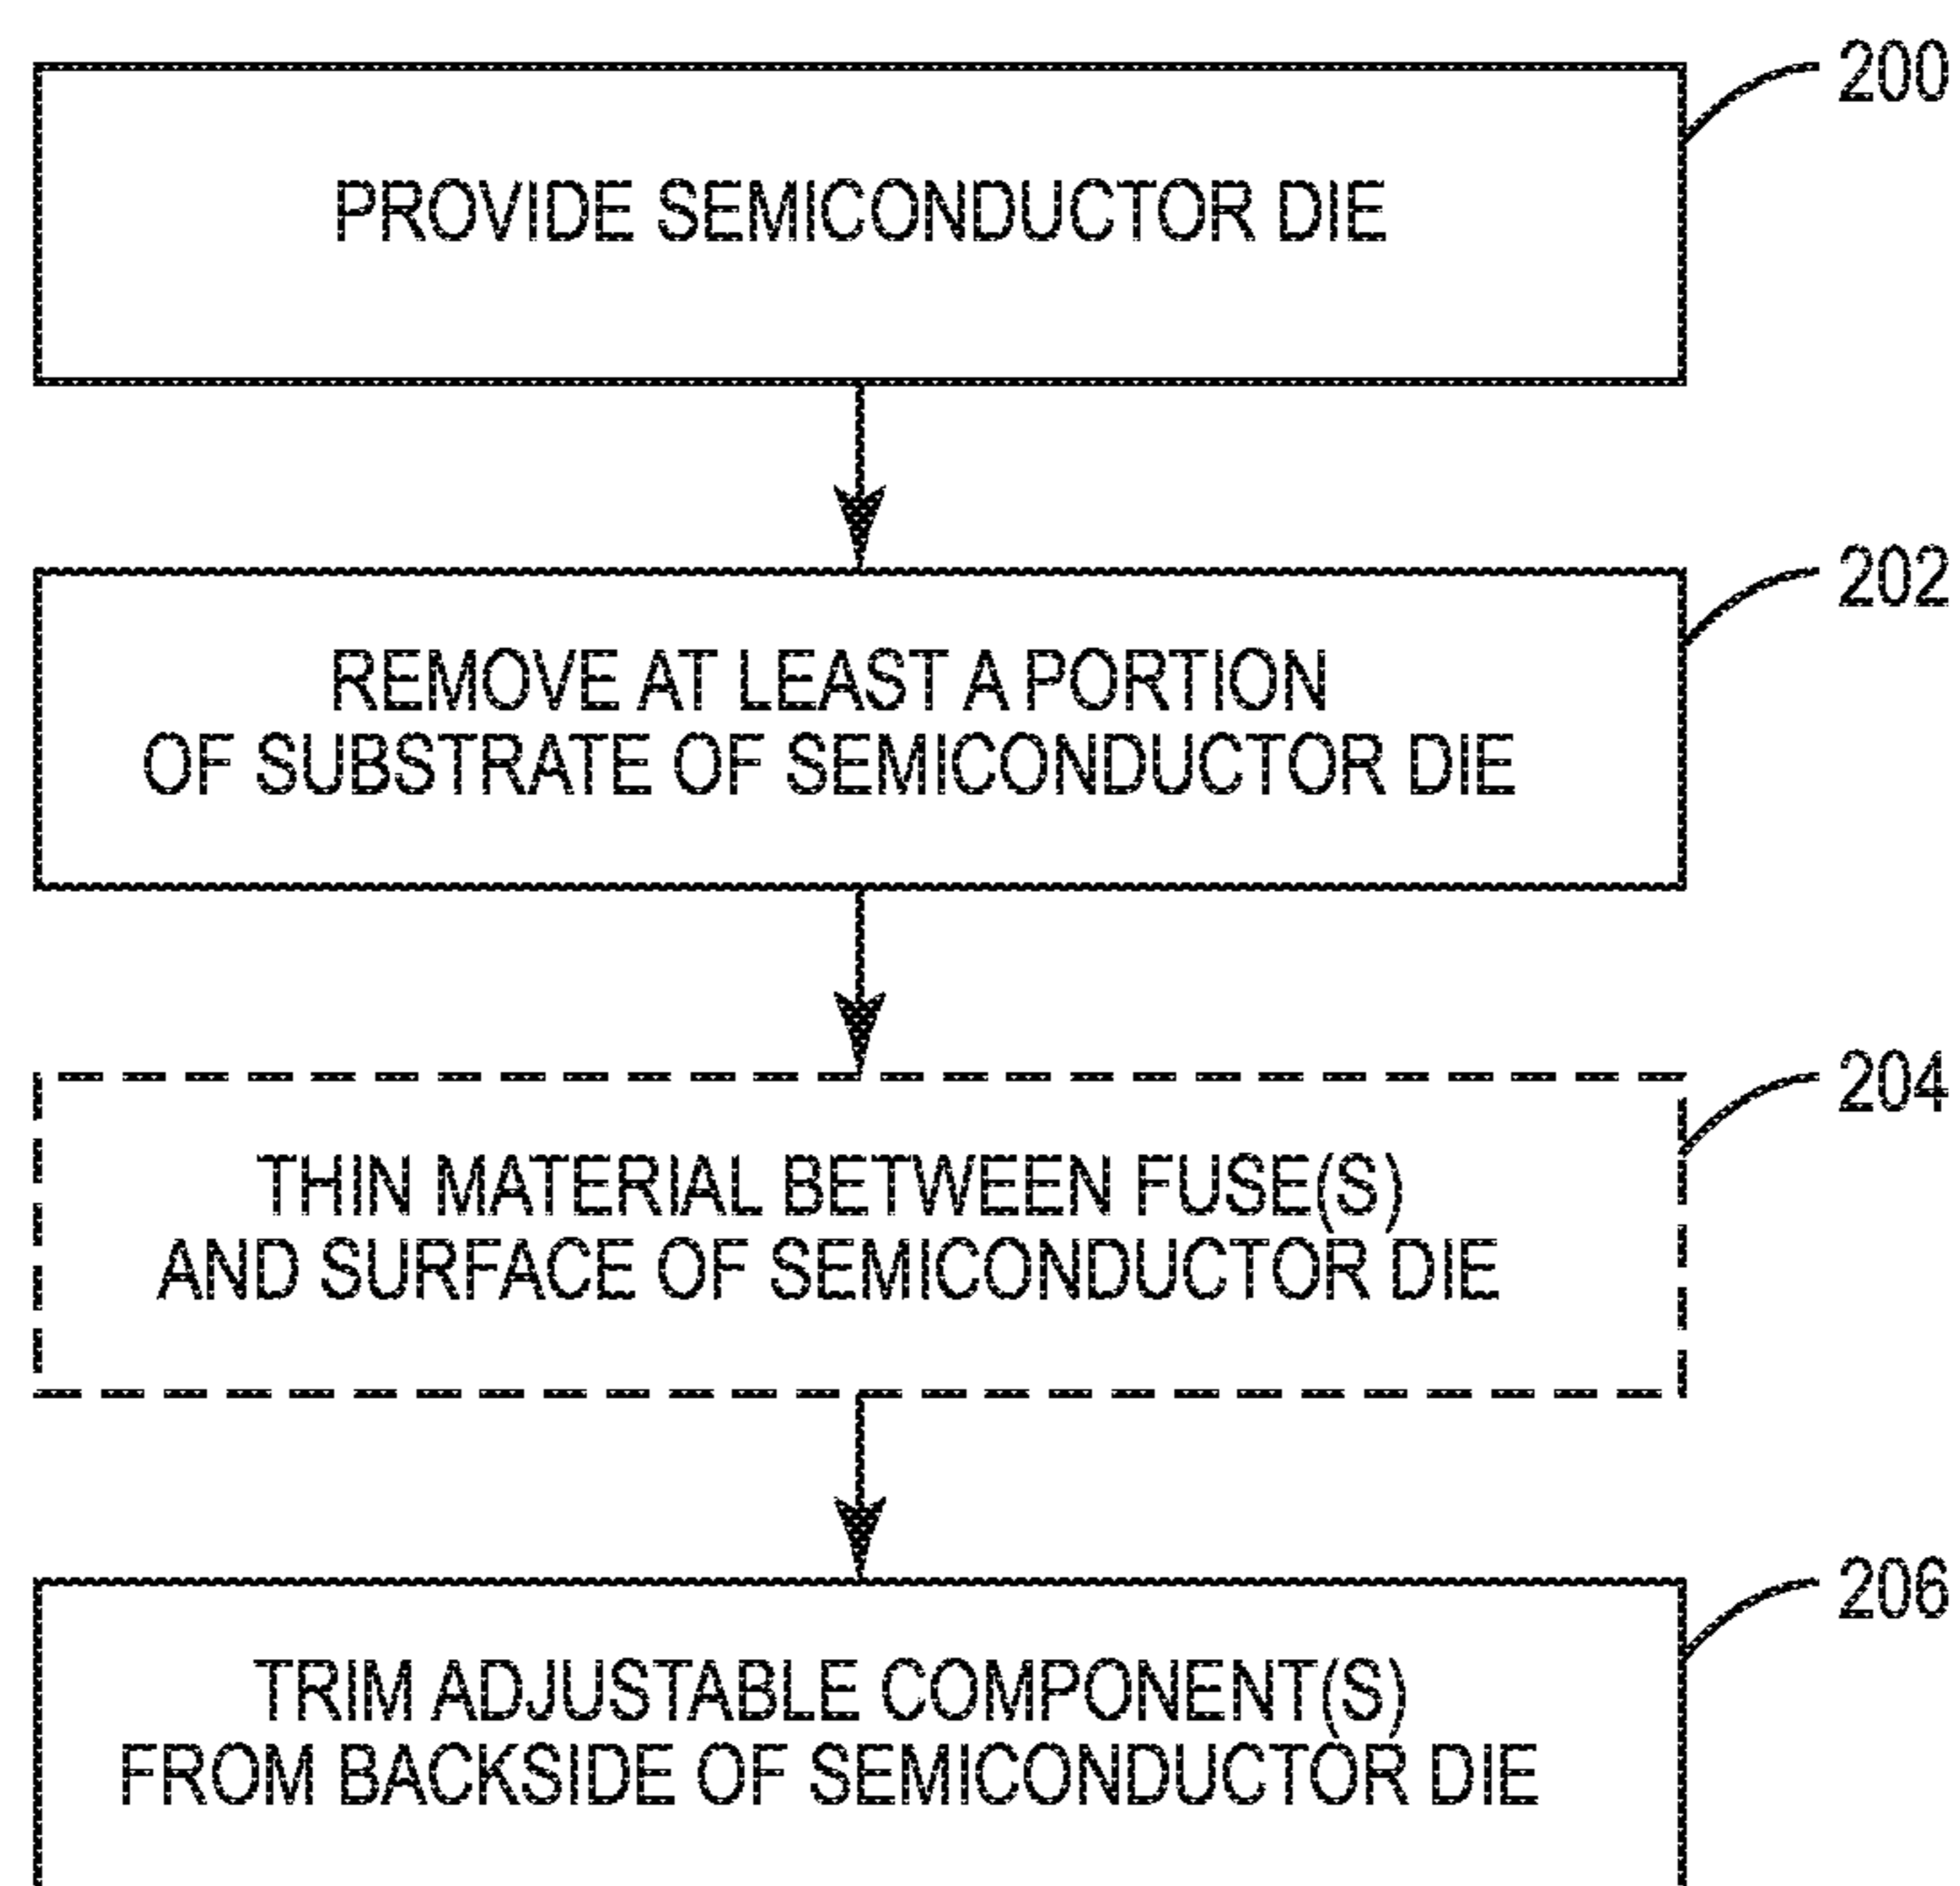 200
PROVIDE SEMICONDUCTOR DIE
202
REMOVE AT LEAST A PORTION
OF SUBSTRATE OF SEMICONDUCTOR DIE
204
THIN MATERIAL BETWEEN FUSE(S)
AND SURFACE OF SEMICONDUCTOR DIE
206
TRIM ADJUSTABLE COMPONENT(S)
FROM BACKSIDE OF SEMICONDUCTOR DIE